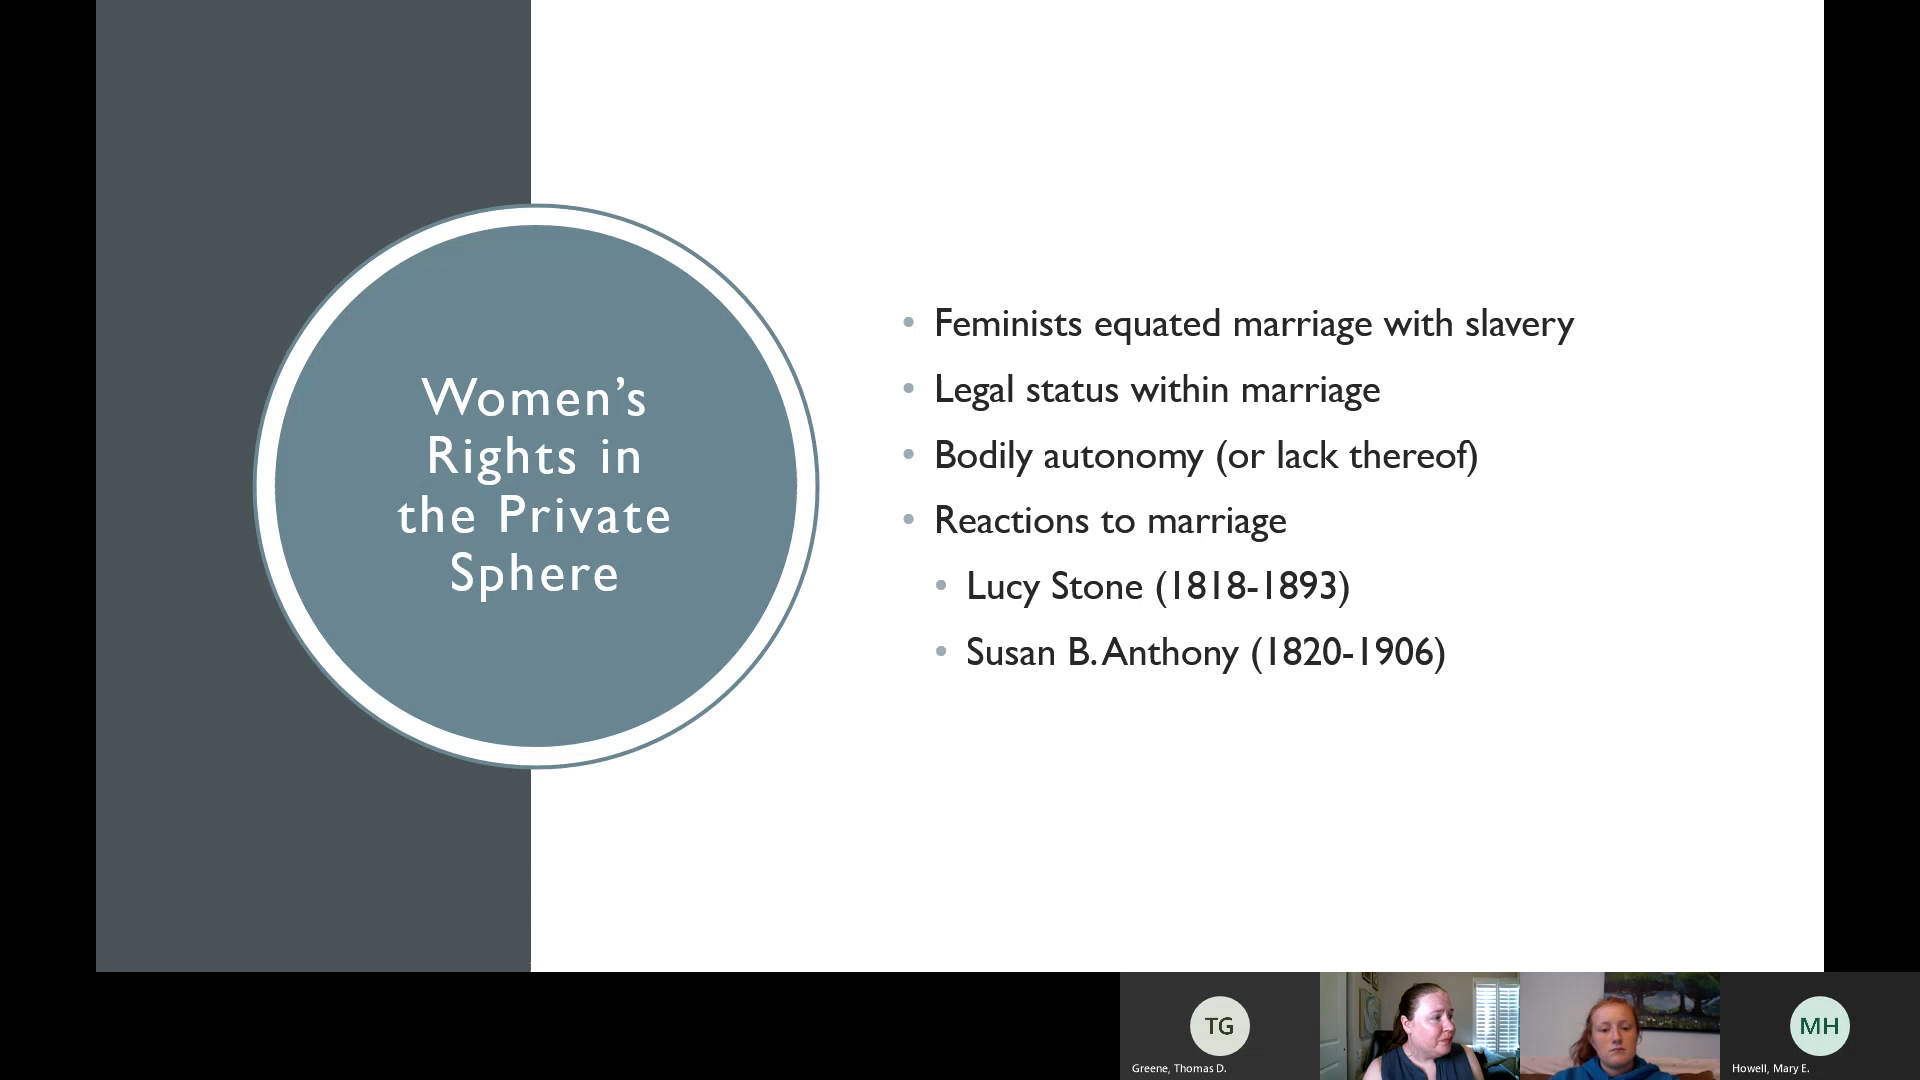 Women's
Rights in
the Private
Sphere
• Feminists equated marriage with slavery
• Legal status within marriage
• Bodily autonomy (or lack thereof)
• Reactions to marriage
• Lucy Stone (1818-1893)
• Susan B. Anthony (1820-1906)
TG
MH
Greene, Thomas D.
Howell, Mary E.